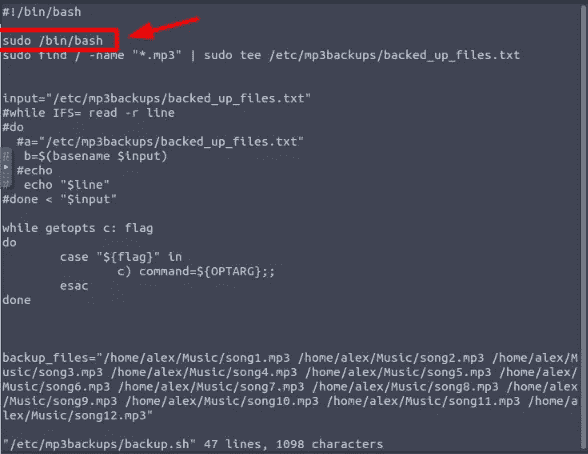 #!/bin/bash
sudo /bin/bash
sudo find / -name "*.mp3" | sudo tee /etc/mp3backups/backed_up_files.txt
input="/etc/mp3backups/backed_up_files.txt"
#while IFS= read -r line
#do
#a="/etc/mp3backups/backed_up_files.txt"
b=$(basename $input)
#echo
echo "$line"
#done < "$input"
while getopts c: flag
do
case "${flag}" in
c) command=${OPTARG};;
esac
done
backup_files="/home/alex/Music/song1.mp3 /home/alex/Music/song2.mp3 /home/alex/M
usic/song3.mp3 /home/alex/Music/song4.mp3 /home/alex/Music/song5.mp3 /home/alex/
Music/song6.mp3 /home/alex/Music/song7.mp3 /home/alex/Music/song8.mp3 /home/alex
/Music/song9.mp3 /home/alex/Music/song10.mp3 /home/alex/Music/song11.mp3 /home/a
lex/Music/song12.mp3"
"/etc/mp3backups/backup.sh" 47 lines, 1098 characters